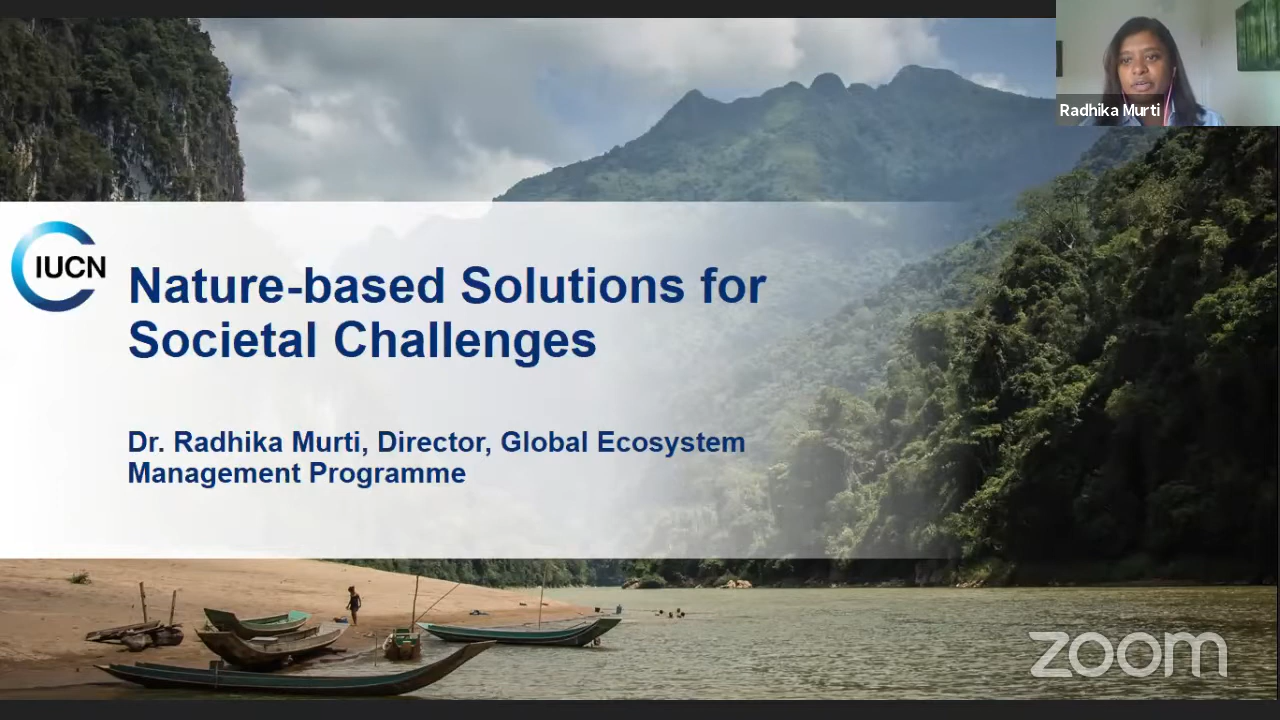 Radhika Murti
IUCN
Nature-based Solutions for
Societal Challenges
Dr. Radhika Murti, Director, Global Ecosystem
Management Programme
zoom